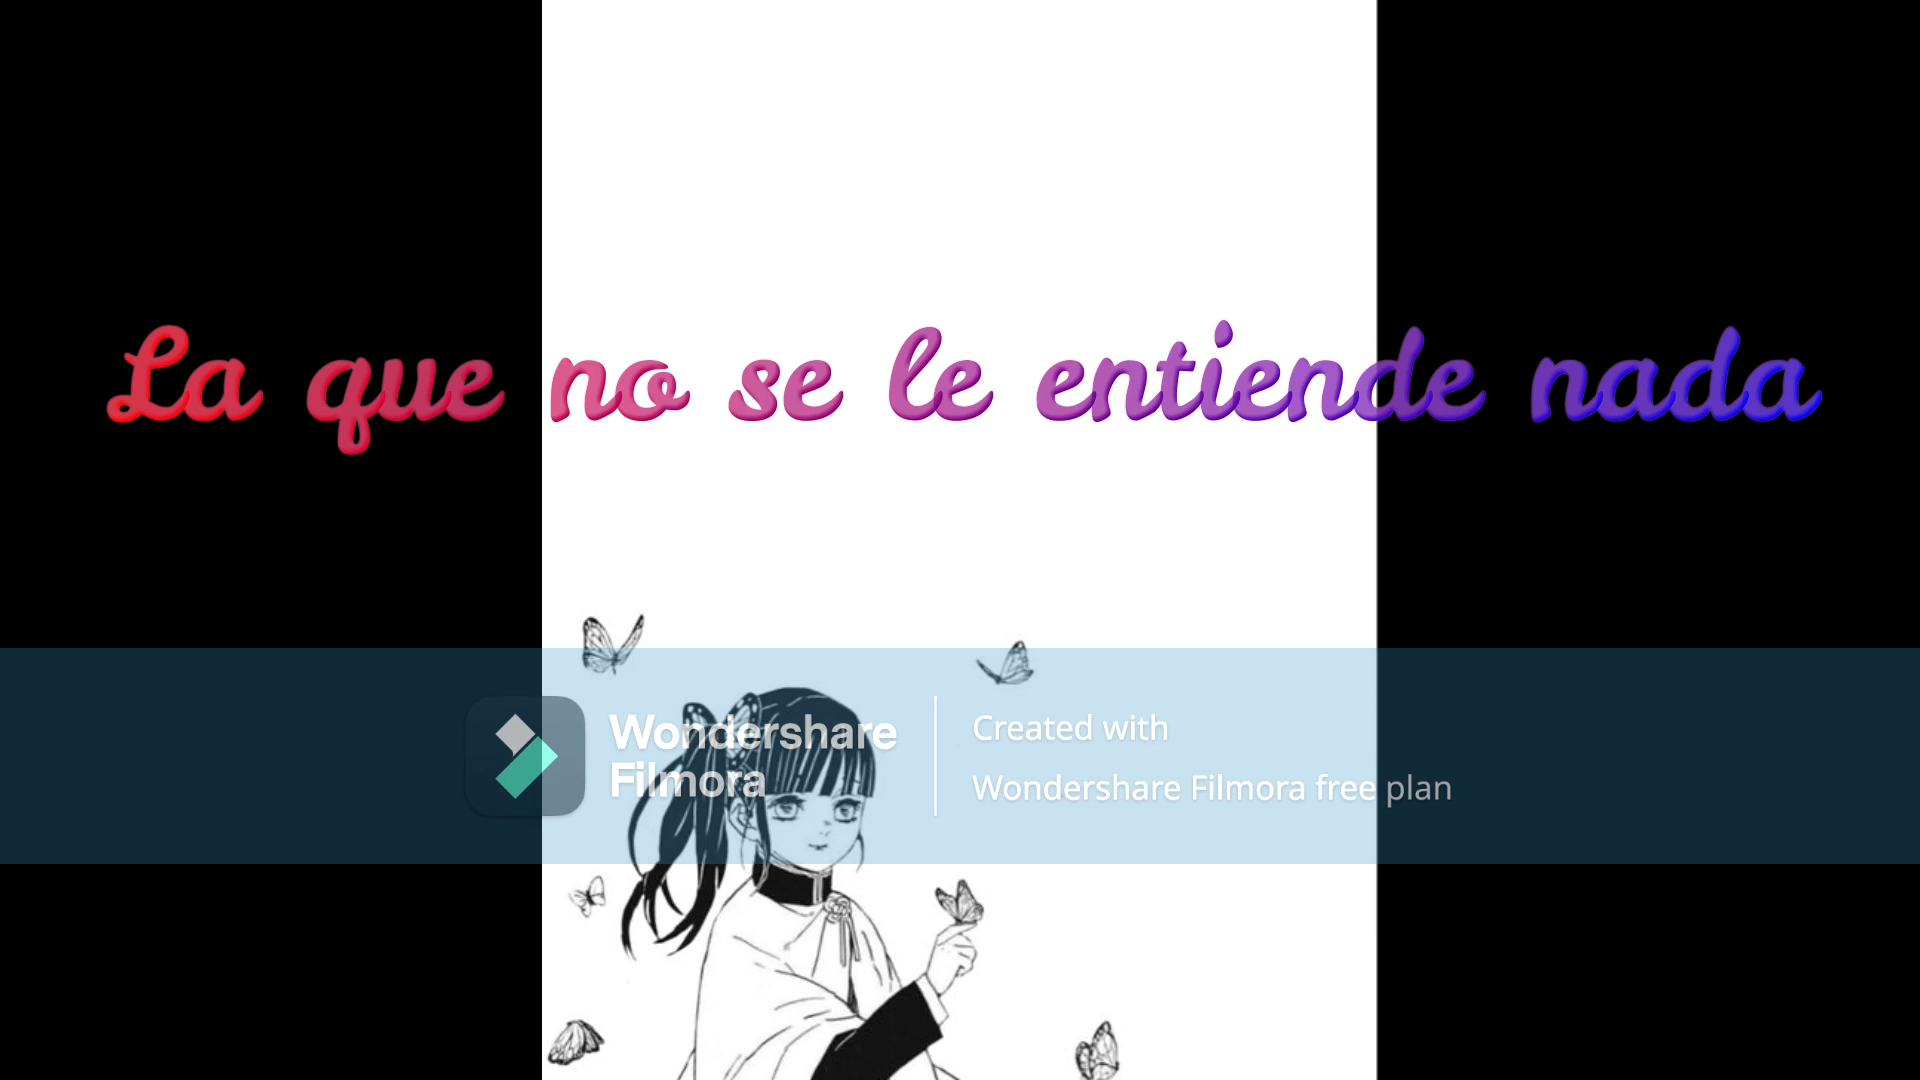 La que no se le entiende nada
Wondershare
Filmora
Created with
Wondershare Filmora free plan